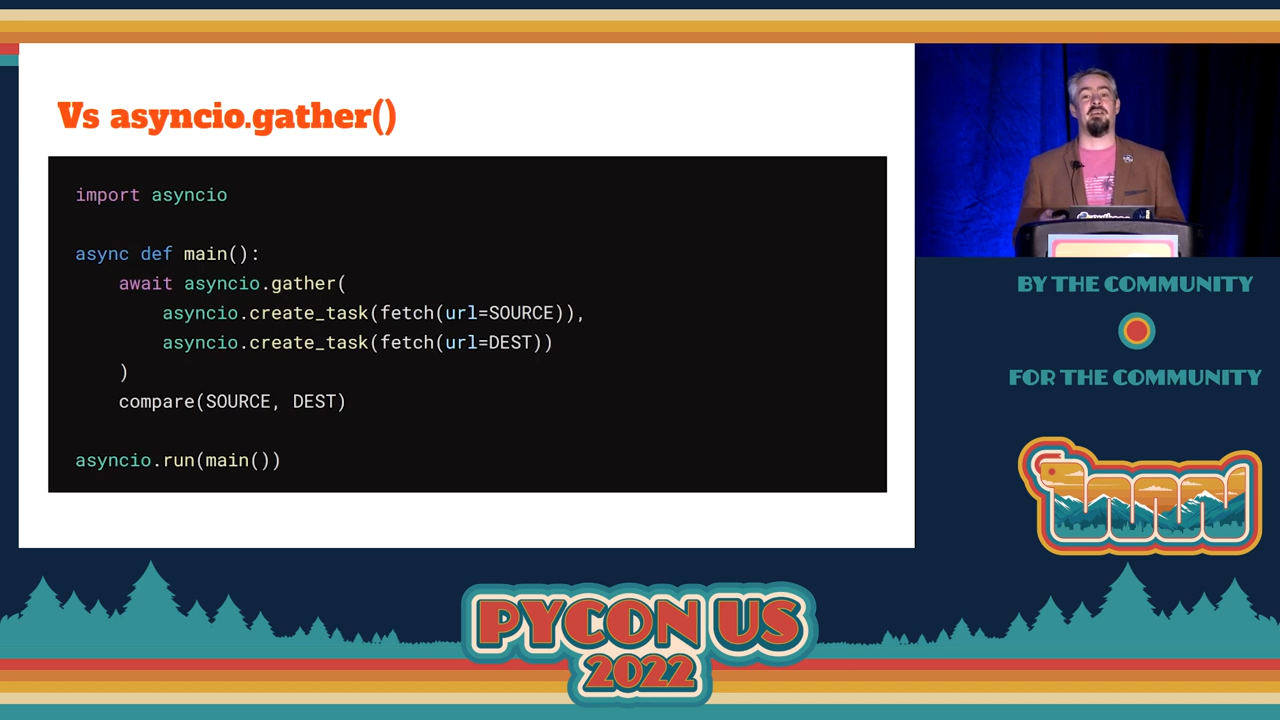 Vs asyncio.gather()
import asyncio
async def main():
    await asyncio.gather(
        asyncio.create_task(fetch(url=SOURCE)),
        asyncio.create_task(fetch(url=DEST))
    )
    compare(SOURCE, DEST)
asyncio.run(main())
BY THE COMMUNITY
FOR THE COMMUNITY
PYCON US
2022